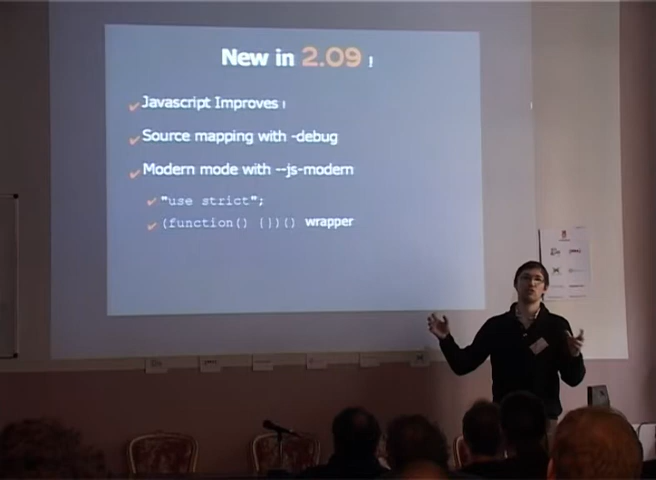 New in 2.09 !
Javascript Improves !
Source mapping with -debug
Modern mode with --js-modern
"use strict";
(function() {})() wrapper